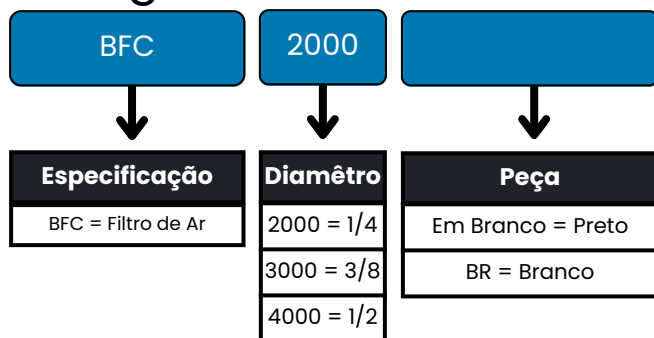 BFC 2000
Especificação Diamêtro Peça
BFC = Filtro de Ar 2000 = 1/4 Em Branco = Preto
3000 = 3/8 BR = Branco
4000 = 1/2